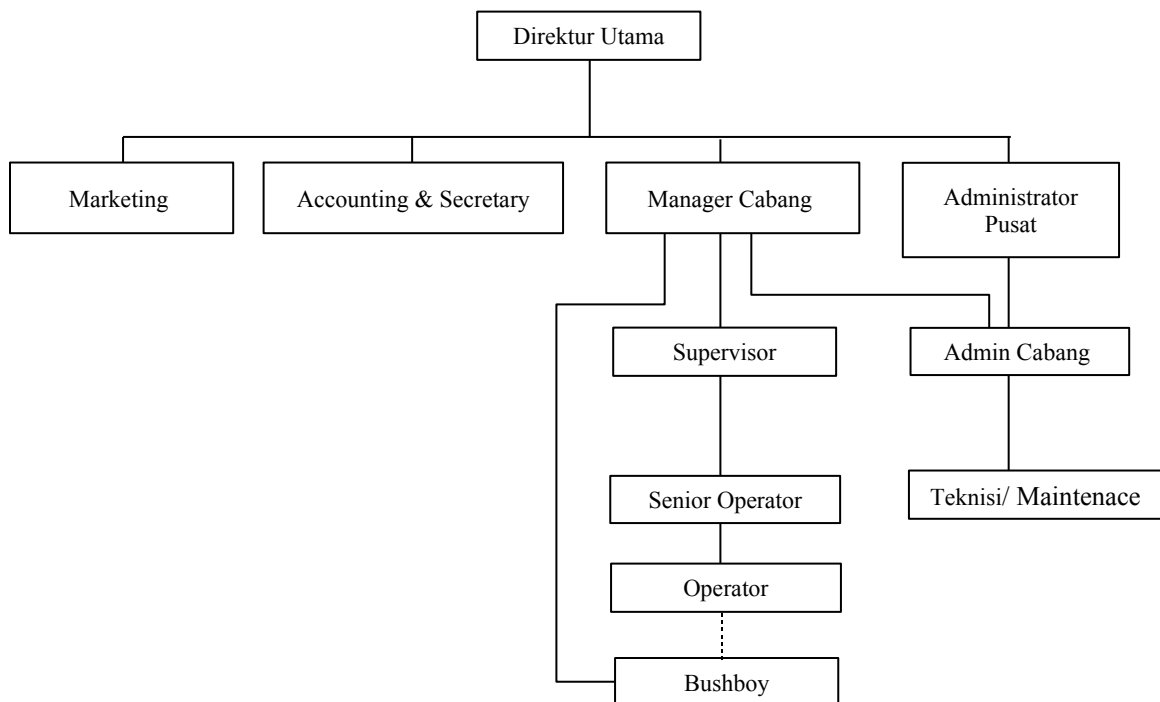 Direktur Utama
Marketing
Accounting & Secretary
Manager Cabang
Administrator
Pusat
Supervisor
Admin Cabang
Senior Operator
Teknisi/ Maintenace
Operator
Bushboy